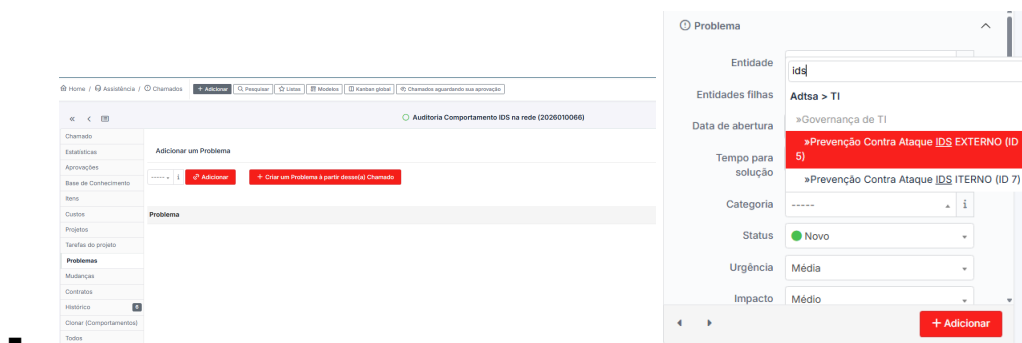 Home / Assistência / Chamados + Adicionar Pesquisar Listas Modelos Kanban global Chamados aguardando sua aprovação
« < Auditoria Comportamento IDS na rede (2026010066)
Chamado
Estatísticas
Aprovações
Base de Conhecimento
Itens
Custos
Projetos
Tarefas do projeto
Problemas
Mudanças
Contratos
Histórico 6
Clonar (Comportamentos)
Todos
Adicionar um Problema
----- i Adicionar + Criar um Problema à partir desse(a) Chamado
Problema
Problema
Entidade
ids
Entidades filhas
Adtsa > TI
Data de abertura
»Governança de TI
»Prevenção Contra Ataque IDS EXTERNO (ID
5)
Tempo para
solução
»Prevenção Contra Ataque IDS ITERNO (ID 7)
Categoria ----- i
Status Novo
Urgência Média
Impacto Médio
+ Adicionar